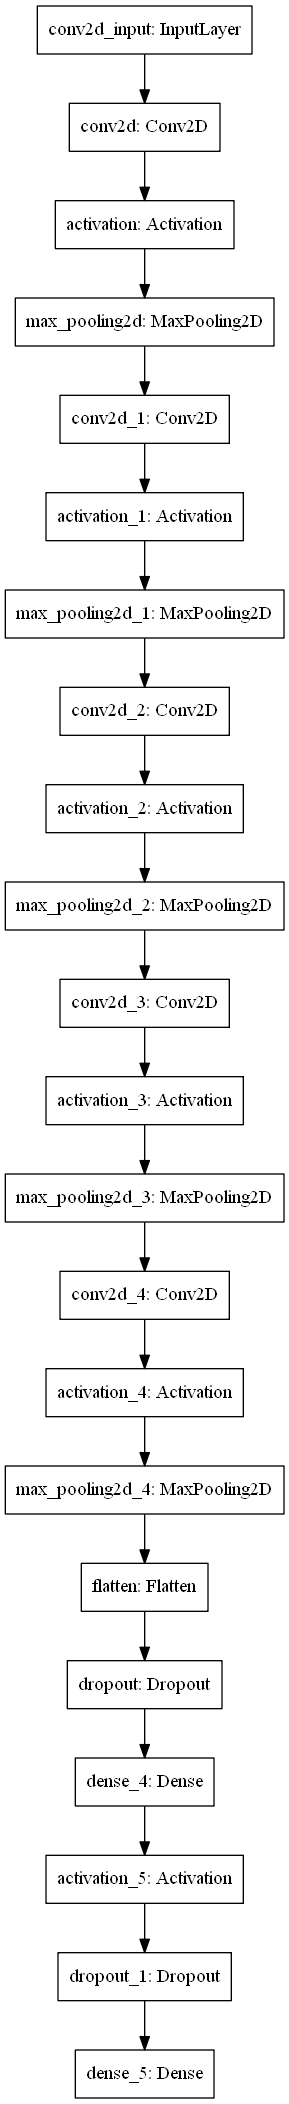 conv2d_input: InputLayer
conv2d: Conv2D
activation: Activation
max_pooling2d: MaxPooling2D
conv2d_1: Conv2D
activation_1: Activation
max_pooling2d_1: MaxPooling2D
conv2d_2: Conv2D
activation_2: Activation
max_pooling2d_2: MaxPooling2D
conv2d_3: Conv2D
activation_3: Activation
max_pooling2d_3: MaxPooling2D
conv2d_4: Conv2D
activation_4: Activation
max_pooling2d_4: MaxPooling2D
flatten: Flatten
dropout: Dropout
dense_4: Dense
activation_5: Activation
dropout_1: Dropout
dense_5: Dense